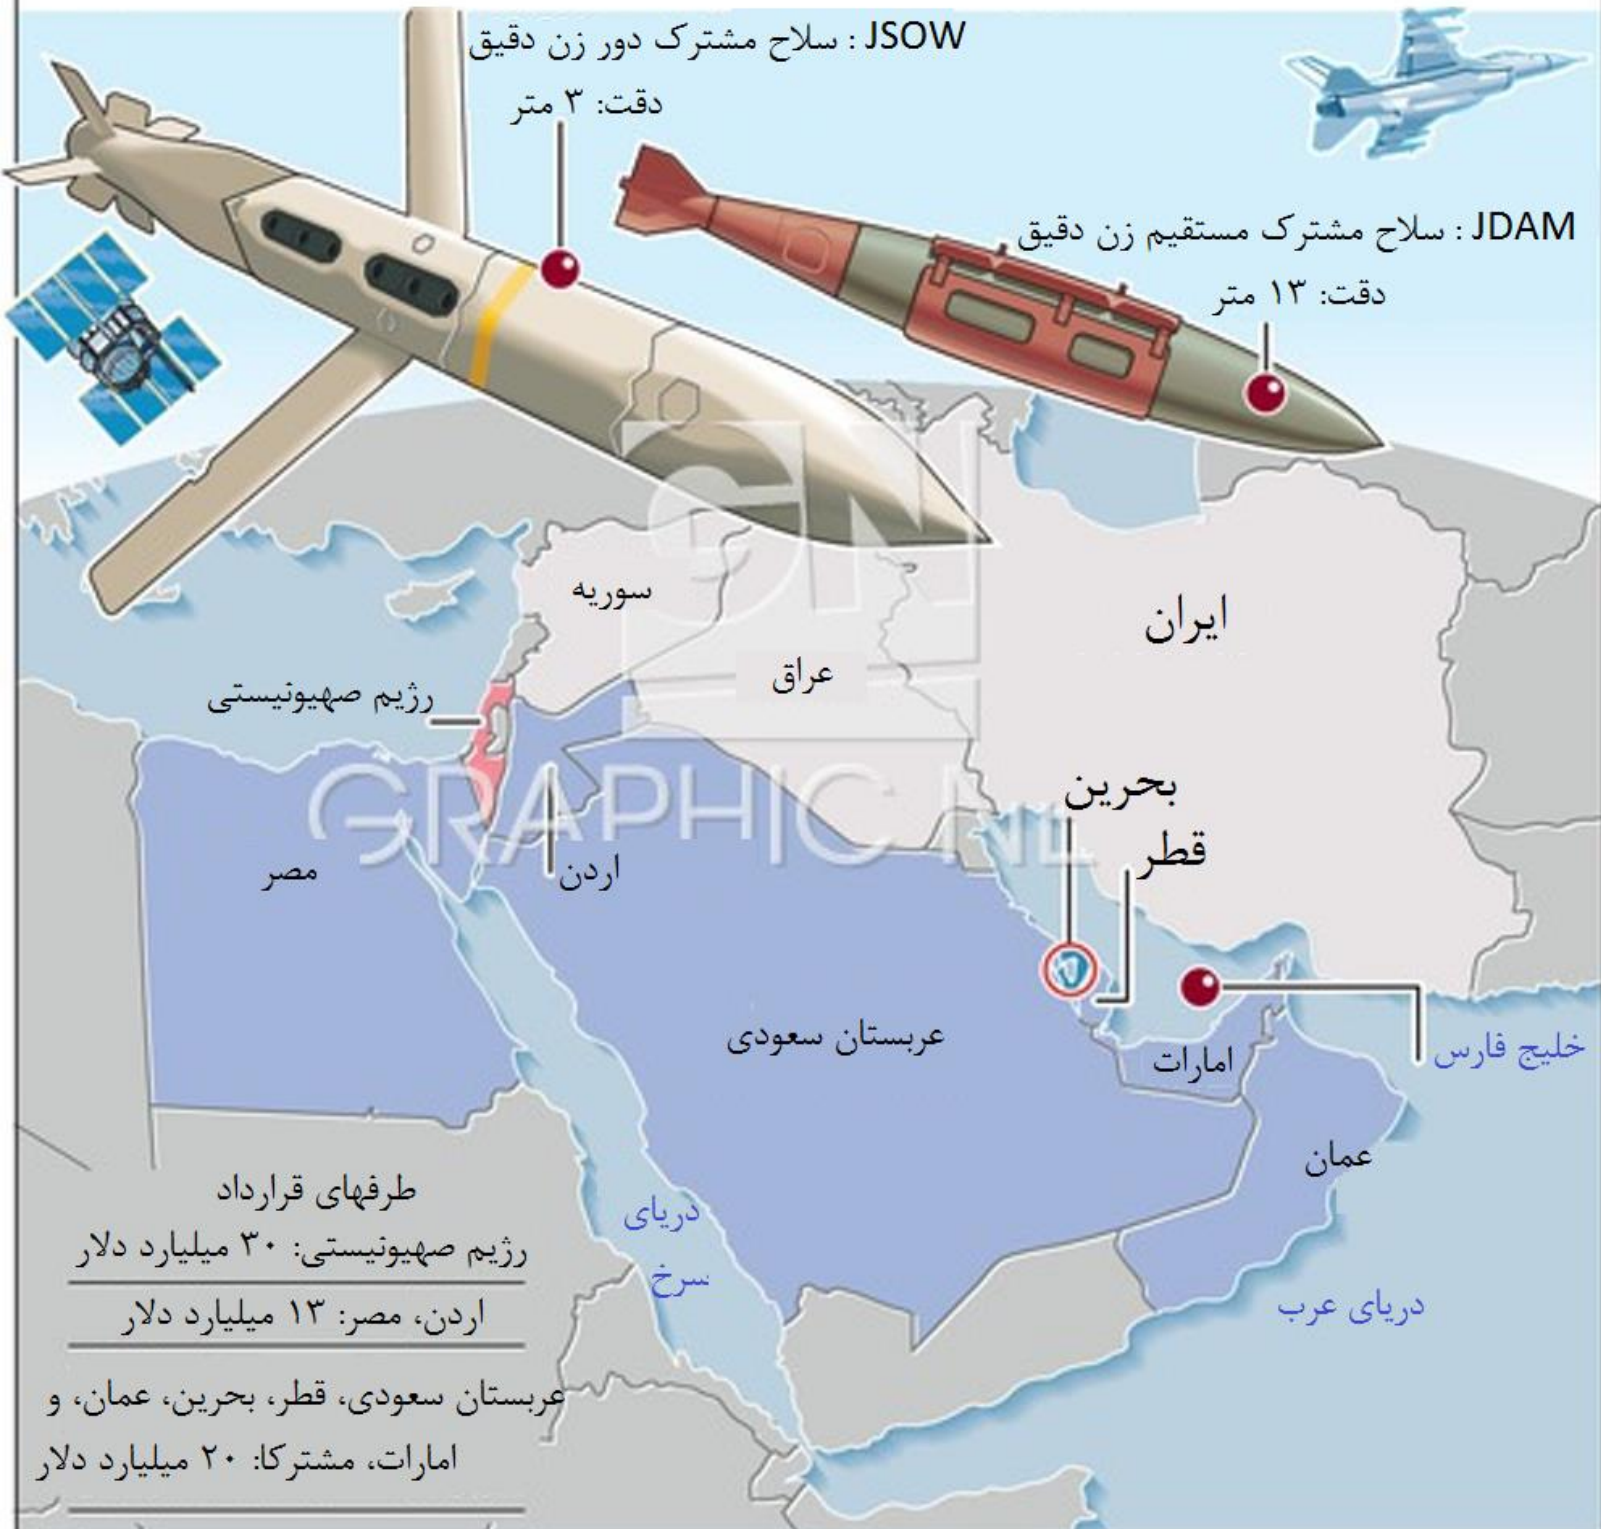 JSOW : سلاح مشترک دور زن دقیق
دقت: ۳ متر
JDAM : سلاح مشترک مستقیم زن دقیق
دقت: ۱۳ متر
GN
GRAPHIC NL
سوریه
ایران
عراق
رژیم صهیونیستی
بحرین
قطر
مصر
اردن
عربستان سعودی
امارات
خلیج فارس
عمان
دریای
سرخ
دریای عرب
طرفهای قرارداد
رژیم صهیونیستی: ۳۰ میلیارد دلار
اردن، مصر: ۱۳ میلیارد دلار
عربستان سعودی، قطر، بحرین، عمان، و
امارات، مشترکا: ۲۰ میلیارد دلار